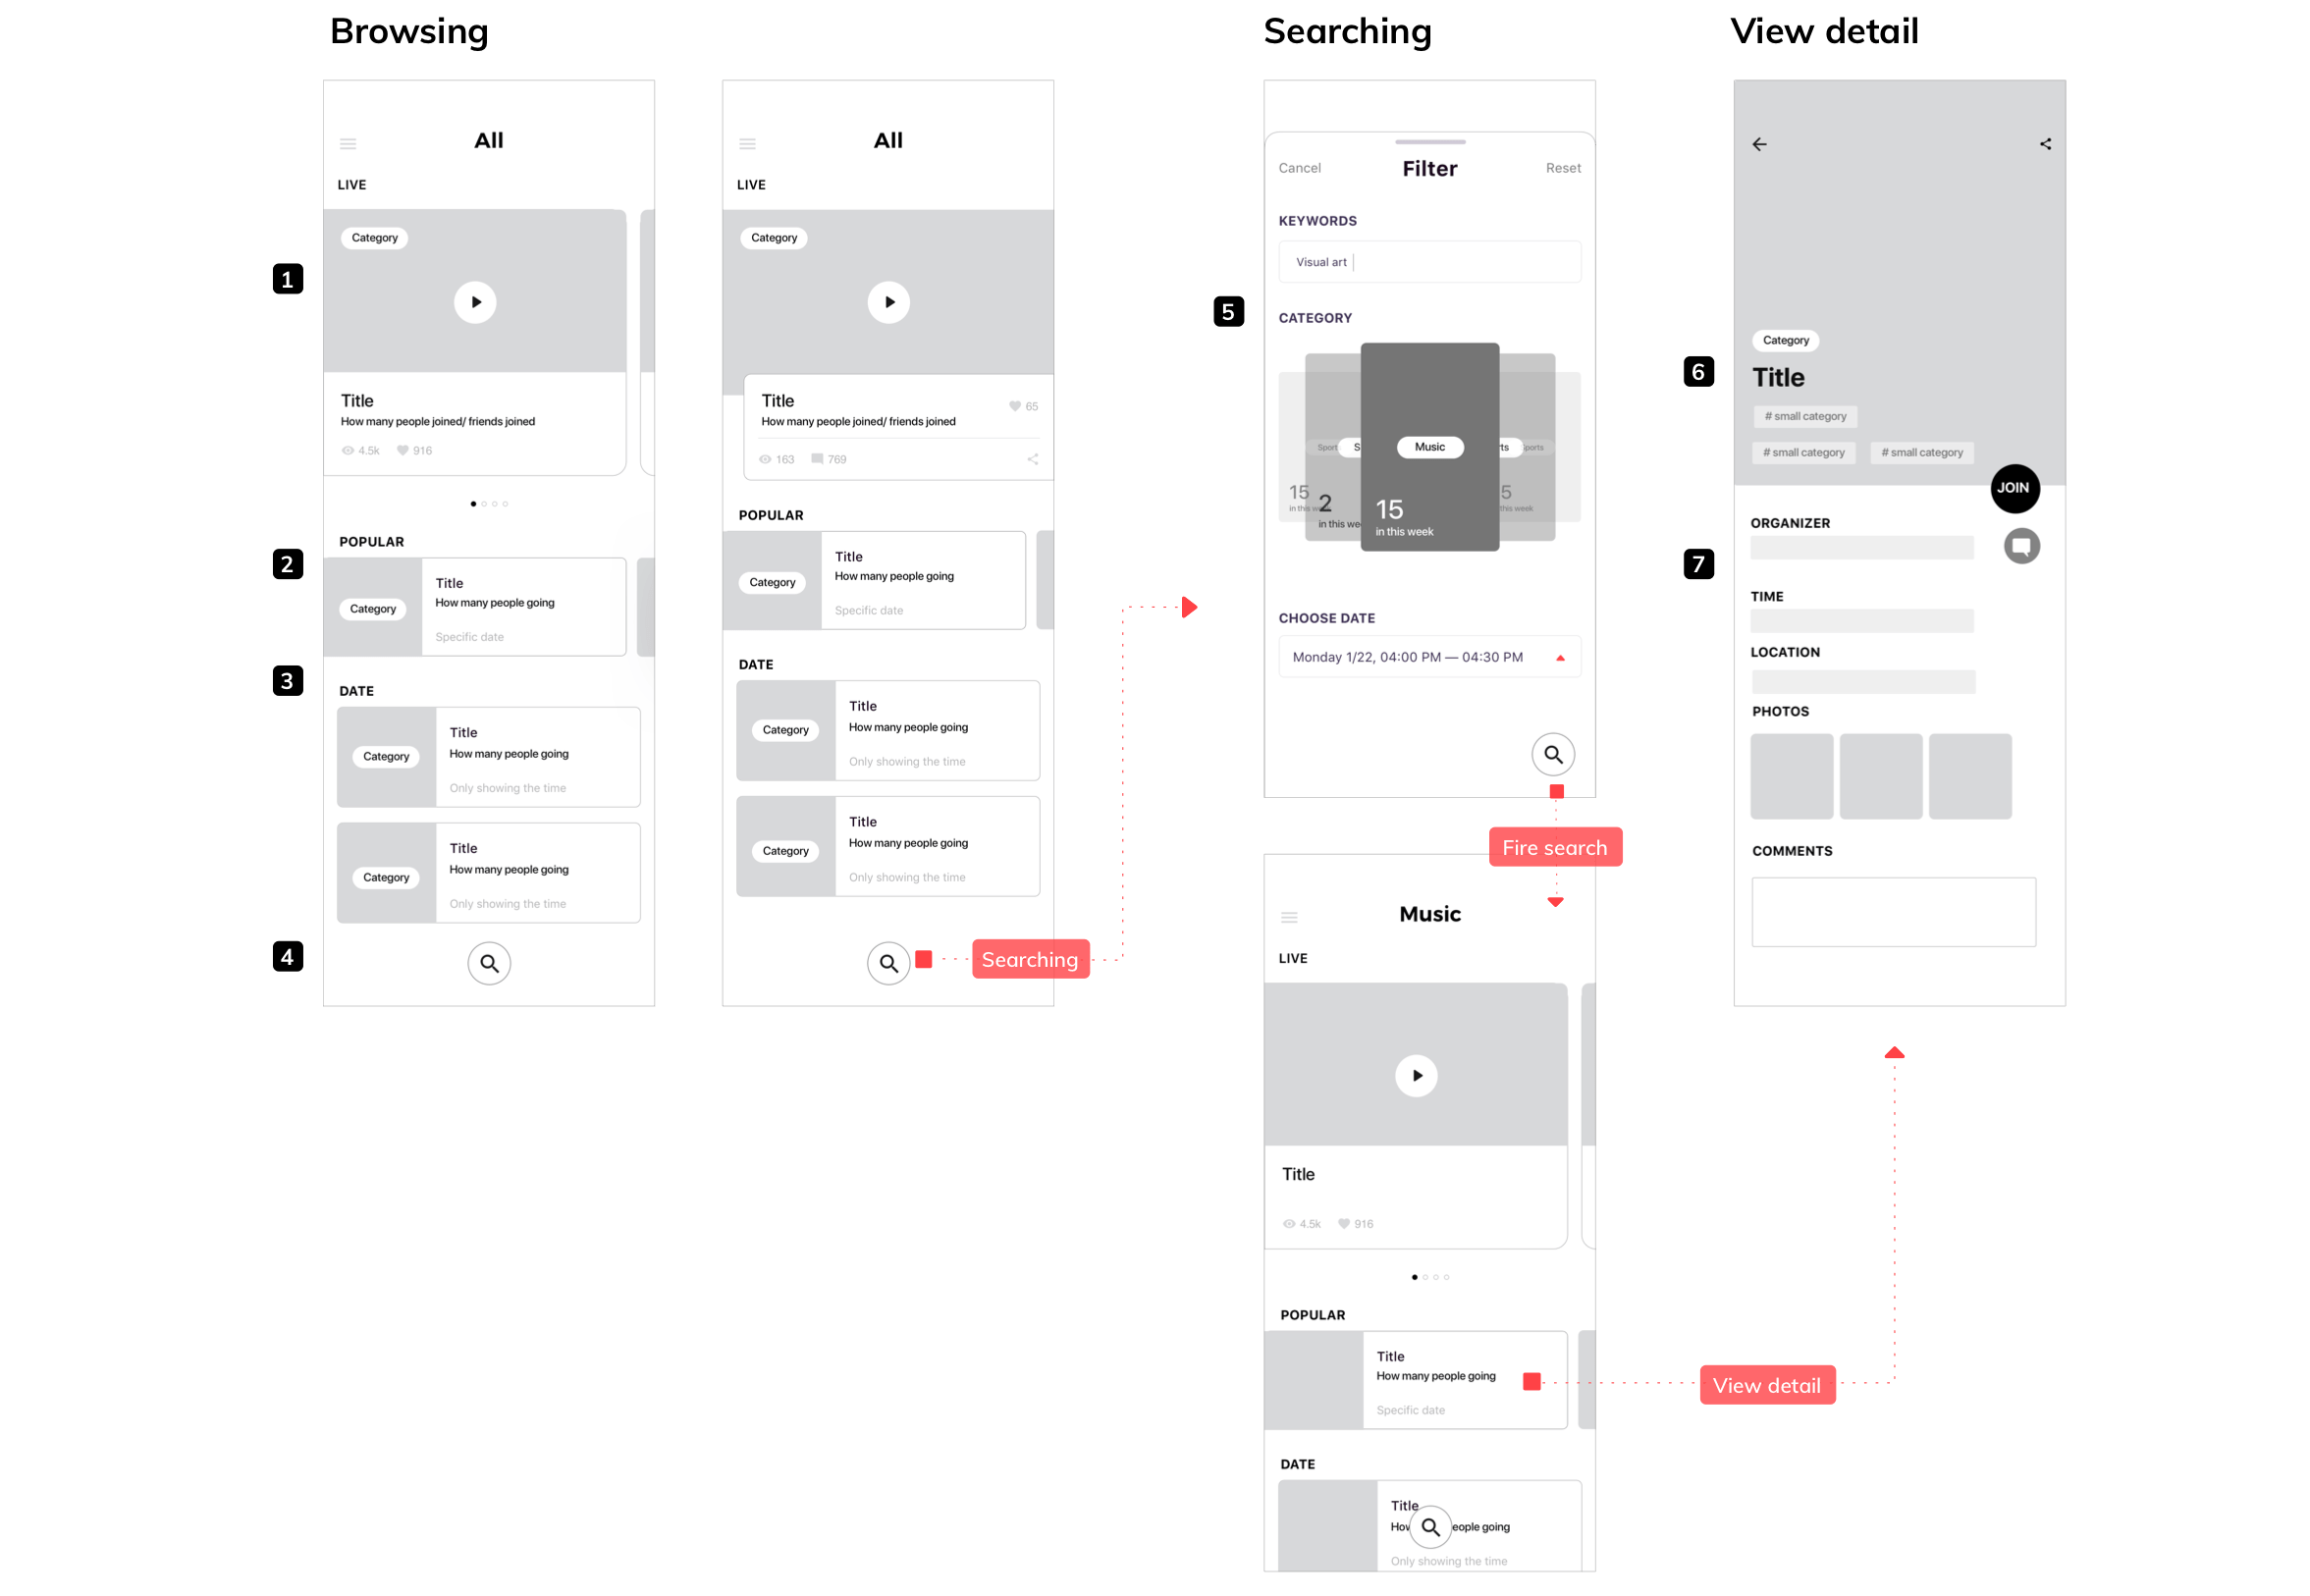 Browsing
All
LIVE
Category
1
Title
How many people joined/ friends joined
4.5k 916
POPULAR
2
Title
How many people going
Category
Specific date
3
DATE
Title
How many people going
Category
Only showing the time
Title
How many people going
Category
Only showing the time
4
All
LIVE
Category
Title
65
How many people joined/ friends joined
163 769
POPULAR
Title
How many people going
Category
Specific date
DATE
Title
How many people going
Category
Only showing the time
Title
How many people going
Category
Only showing the time
Searching
Searching
Cancel Filter Reset
KEYWORDS
Visual art
5
CATEGORY
Sport S Music rts ports
15 2 15 5
in this we in this week this week
in this we
CHOOSE DATE
Monday 1/22, 04:00 PM — 04:30 PM
Fire search
Music
LIVE
Title
4.5k 916
POPULAR
Title
How many people going
Specific date
View detail
DATE
Title
How eople going
Only showing the time
View detail
Category
6
Title
# small category
# small category # small category
JOIN
ORGANIZER
7
TIME
LOCATION
PHOTOS
COMMENTS